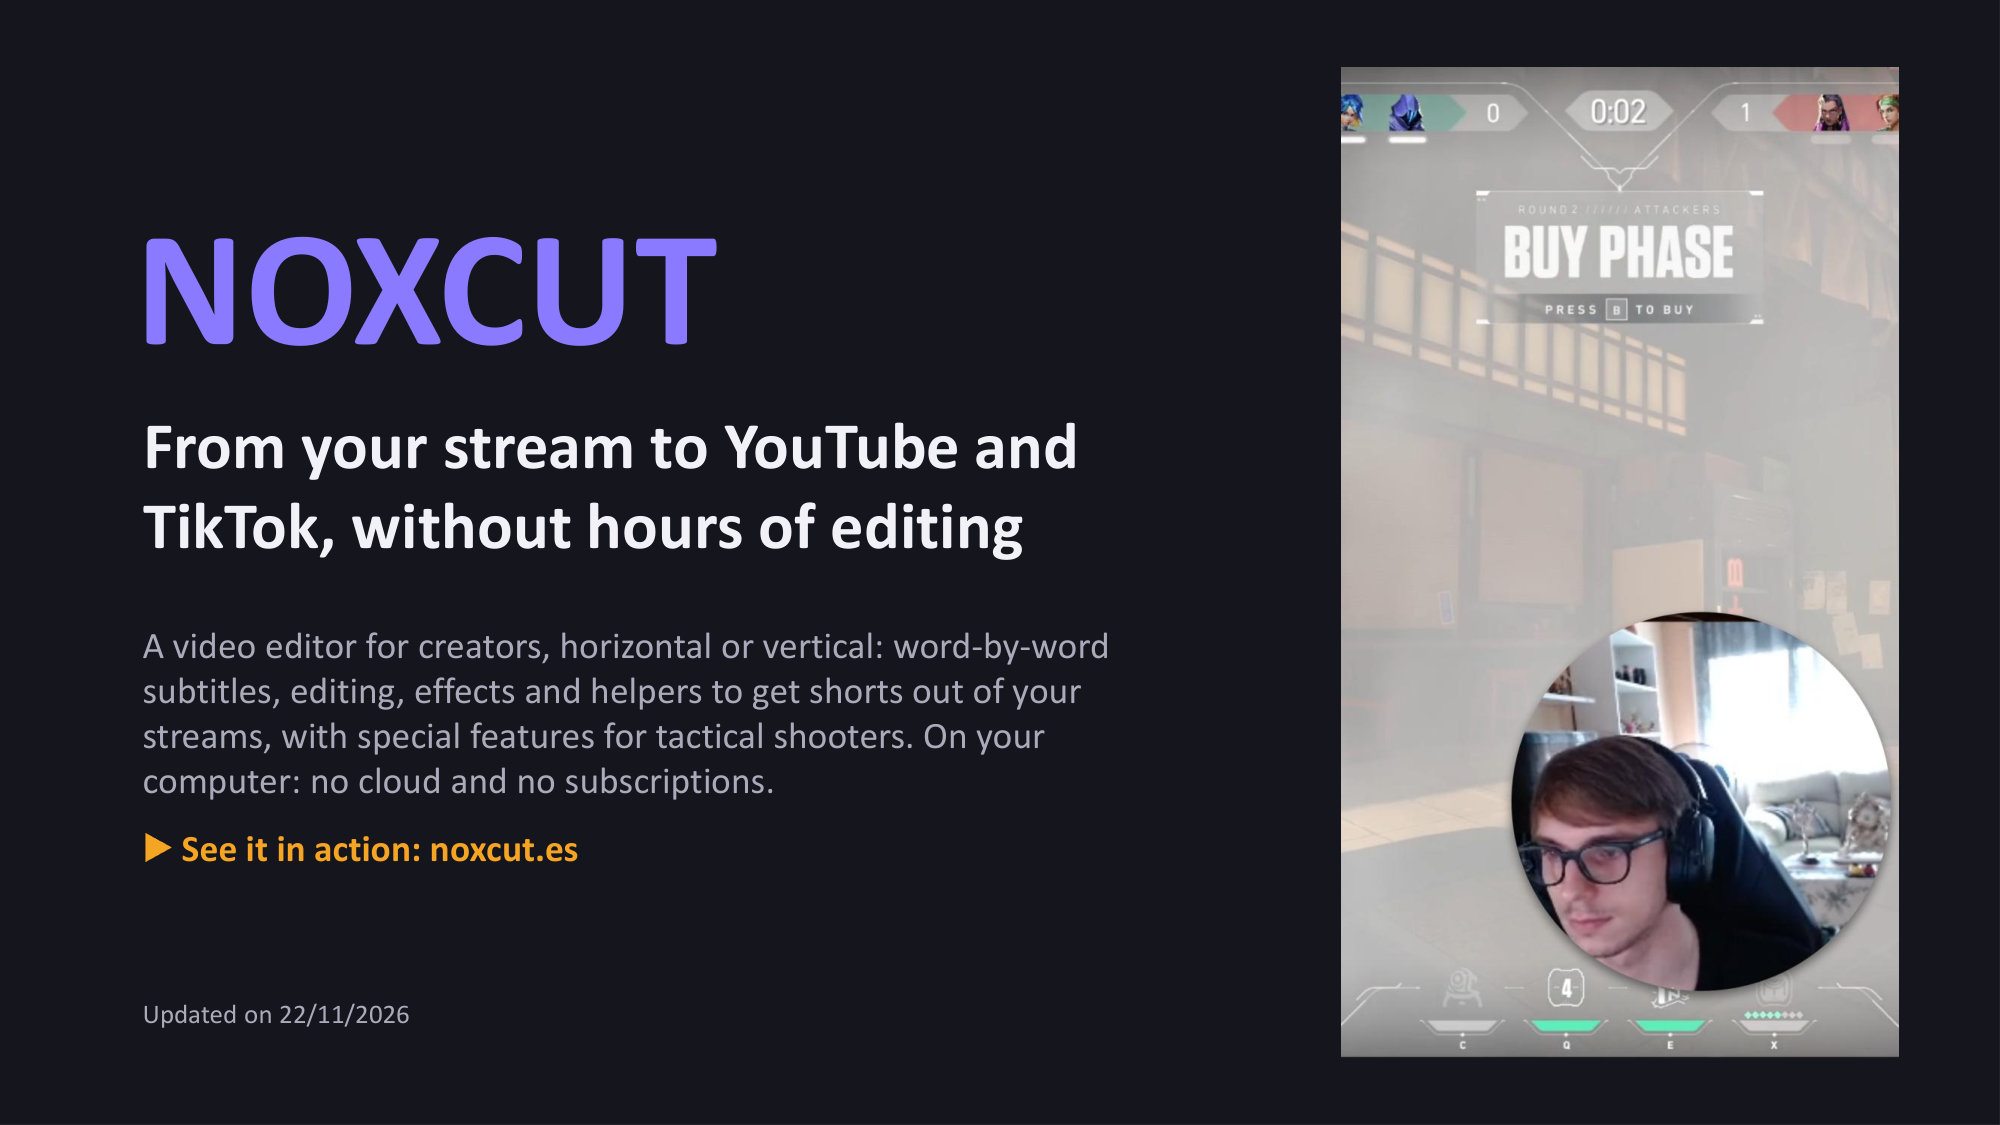 NOXCUT
From your stream to YouTube and
TikTok, without hours of editing
A video editor for creators, horizontal or vertical: word-by-word
subtitles, editing, effects and helpers to get shorts out of your
streams, with special features for tactical shooters. On your
computer: no cloud and no subscriptions.
▶ See it in action: noxcut.es
Updated on 22/11/2026
0 0:02 1
ROUND 2 ////// ATTACKERS
BUY PHASE
PRESS B TO BUY
4
C Q E X